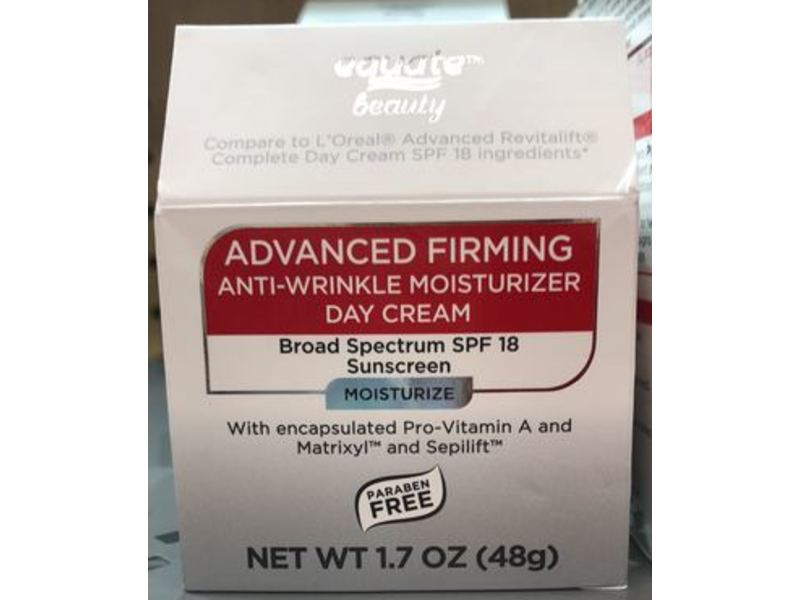 equate™
beauty
Compare to L'Oreal® Advanced Revitalift®
Complete Day Cream SPF 18 ingredients*
ADVANCED FIRMING
ANTI-WRINKLE MOISTURIZER
DAY CREAM
Broad Spectrum SPF 18
Sunscreen
MOISTURIZE
With encapsulated Pro-Vitamin A and
Matrixyl™ and Sepilift™
PARABEN
FREE
NET WT 1.7 OZ (48g)